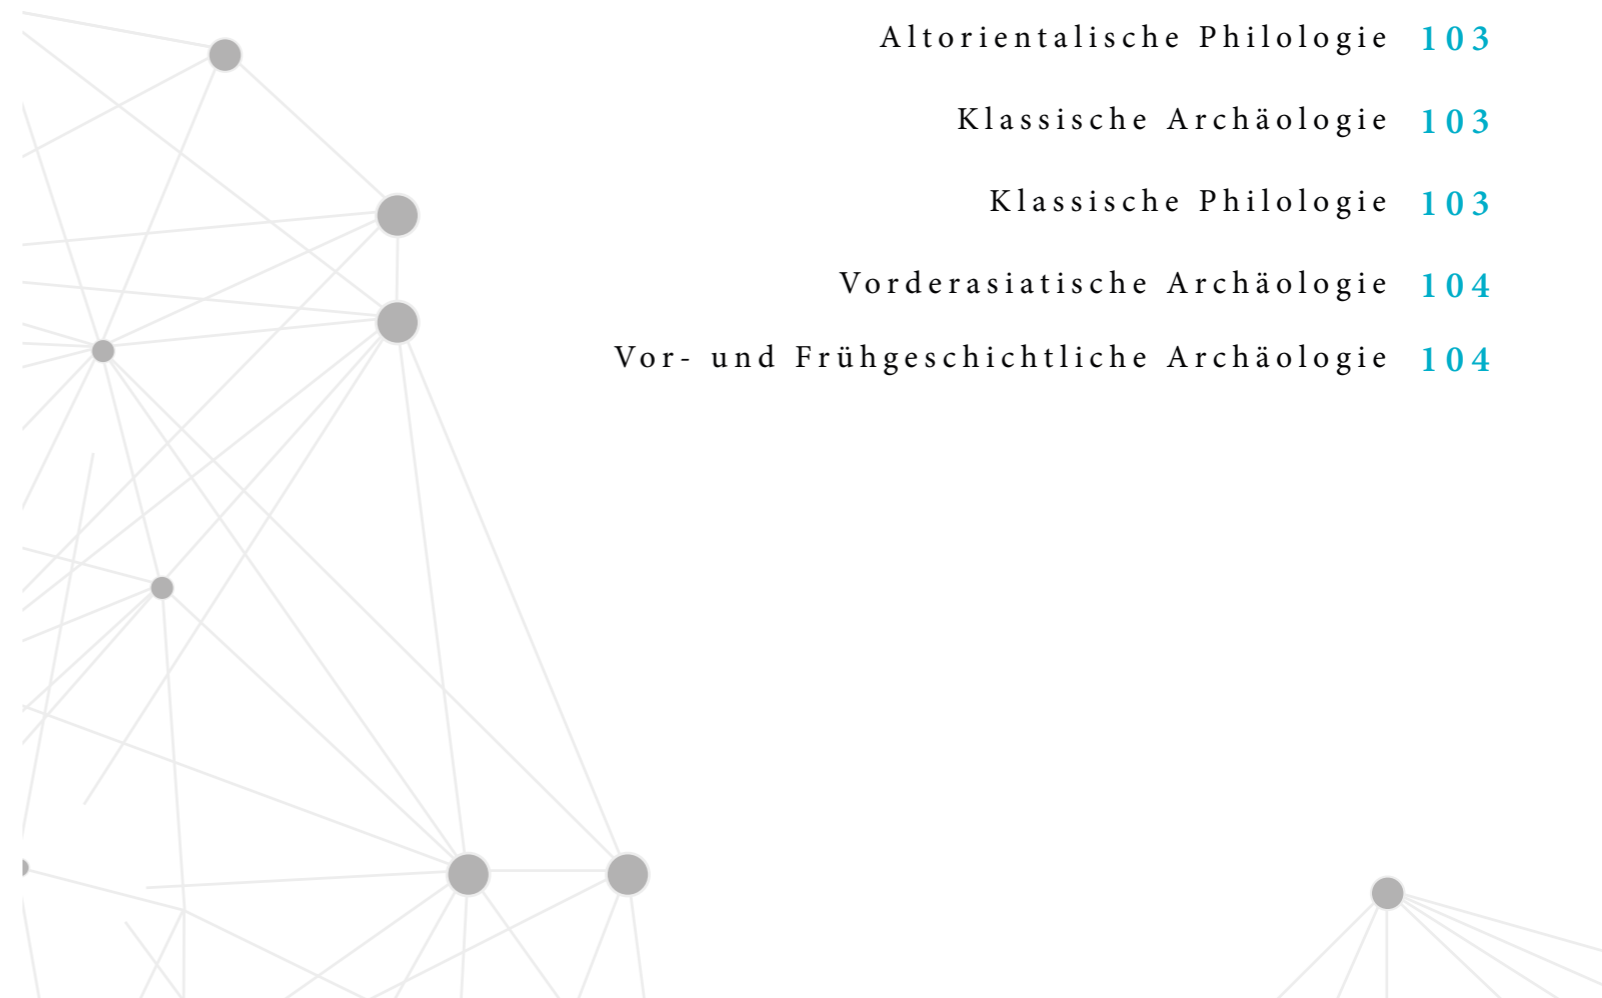 Altorientalische Philologie 103
Klassische Archäologie 103
Klassische Philologie 103
Vorderasiatische Archäologie 104
Vor- und Frühgeschichtliche Archäologie 104